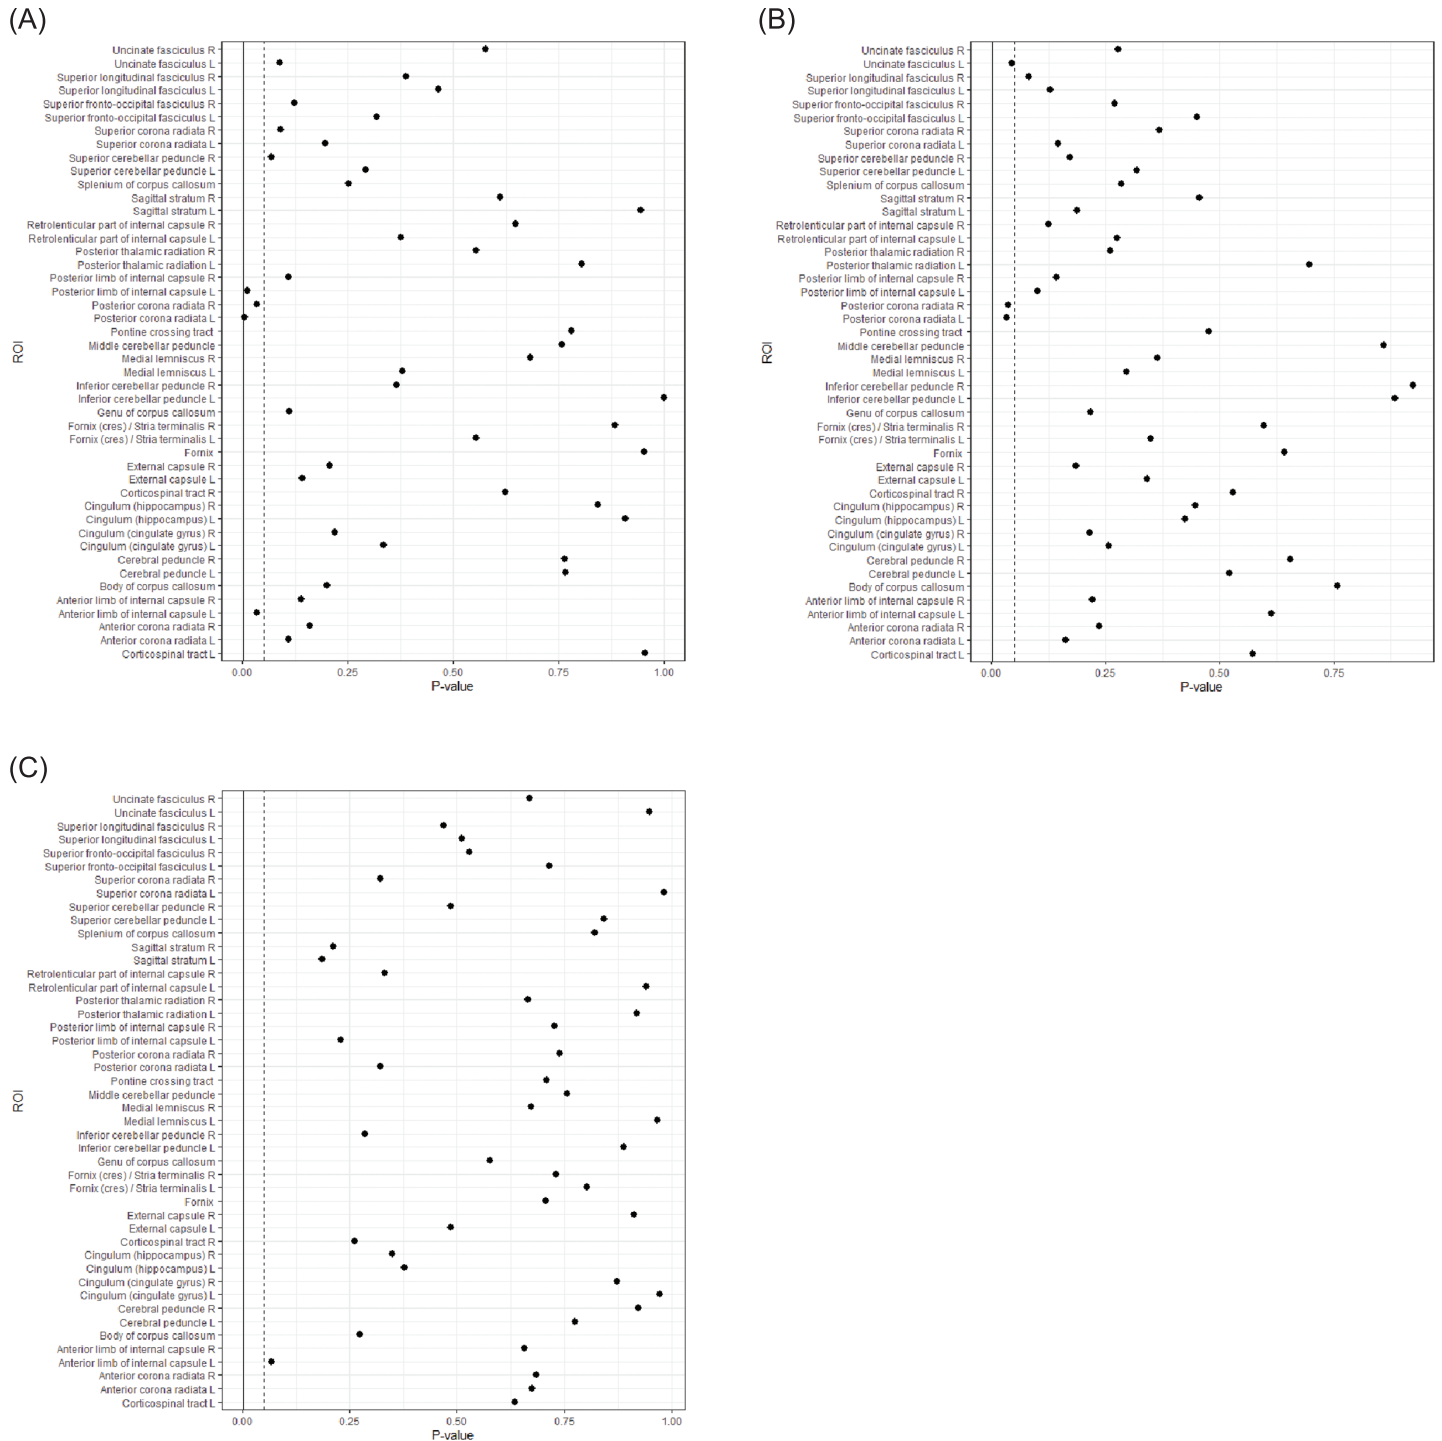 (A)
Uncinate fasciculus R
Uncinate fasciculus L
Superior longitudinal fasciculus R
Superior longitudinal fasciculus L
Superior fronto-occipital fasciculus R
Superior fronto-occipital fasciculus L
Superior corona radiata R
Superior corona radiata L
Superior cerebellar peduncle R
Superior cerebellar peduncle L
Splenium of corpus callosum
Sagittal stratum R
Sagittal stratum L
Retrolenticular part of internal capsule R
Retrolenticular part of internal capsule L
Posterior thalamic radiation R
Posterior thalamic radiation L
Posterior limb of internal capsule R
Posterior limb of internal capsule L
Posterior corona radiata R
Posterior corona radiata L
Pontine crossing tract
Middle cerebellar peduncle
Medial lemniscus R
Medial lemniscus L
Inferior cerebellar peduncle R
Inferior cerebellar peduncle L
Genu of corpus callosum
Fornix (cres) / Stria terminalis R
Fornix (cres) / Stria terminalis L
Fornix
External capsule R
External capsule L
Corticospinal tract R
Cingulum (hippocampus) R
Cingulum (hippocampus) L
Cingulum (cingulate gyrus) R
Cingulum (cingulate gyrus) L
Cerebral peduncle R
Cerebral peduncle L
Body of corpus callosum
Anterior limb of internal capsule R
Anterior limb of internal capsule L
Anterior corona radiata R
Anterior corona radiata L
Corticospinal tract L
ROI
0.00 0.25 0.50 0.75 1.00
P-value
(B)
Uncinate fasciculus R
Uncinate fasciculus L
Superior longitudinal fasciculus R
Superior longitudinal fasciculus L
Superior fronto-occipital fasciculus R
Superior fronto-occipital fasciculus L
Superior corona radiata R
Superior corona radiata L
Superior cerebellar peduncle R
Superior cerebellar peduncle L
Splenium of corpus callosum
Sagittal stratum R
Sagittal stratum L
Retrolenticular part of internal capsule R
Retrolenticular part of internal capsule L
Posterior thalamic radiation R
Posterior thalamic radiation L
Posterior limb of internal capsule R
Posterior limb of internal capsule L
Posterior corona radiata R
Posterior corona radiata L
Pontine crossing tract
Middle cerebellar peduncle
Medial lemniscus R
Medial lemniscus L
Inferior cerebellar peduncle R
Inferior cerebellar peduncle L
Genu of corpus callosum
Fornix (cres) / Stria terminalis R
Fornix (cres) / Stria terminalis L
Fornix
External capsule R
External capsule L
Corticospinal tract R
Cingulum (hippocampus) R
Cingulum (hippocampus) L
Cingulum (cingulate gyrus) R
Cingulum (cingulate gyrus) L
Cerebral peduncle R
Cerebral peduncle L
Body of corpus callosum
Anterior limb of internal capsule R
Anterior limb of internal capsule L
Anterior corona radiata R
Anterior corona radiata L
Corticospinal tract L
ROI
0.00 0.25 0.50 0.75
P-value
(C)
Uncinate fasciculus R
Uncinate fasciculus L
Superior longitudinal fasciculus R
Superior longitudinal fasciculus L
Superior fronto-occipital fasciculus R
Superior fronto-occipital fasciculus L
Superior corona radiata R
Superior corona radiata L
Superior cerebellar peduncle R
Superior cerebellar peduncle L
Splenium of corpus callosum
Sagittal stratum R
Sagittal stratum L
Retrolenticular part of internal capsule R
Retrolenticular part of internal capsule L
Posterior thalamic radiation R
Posterior thalamic radiation L
Posterior limb of internal capsule R
Posterior limb of internal capsule L
Posterior corona radiata R
Posterior corona radiata L
Pontine crossing tract
Middle cerebellar peduncle
Medial lemniscus R
Medial lemniscus L
Inferior cerebellar peduncle R
Inferior cerebellar peduncle L
Genu of corpus callosum
Fornix (cres) / Stria terminalis R
Fornix (cres) / Stria terminalis L
Fornix
External capsule R
External capsule L
Corticospinal tract R
Cingulum (hippocampus) R
Cingulum (hippocampus) L
Cingulum (cingulate gyrus) R
Cingulum (cingulate gyrus) L
Cerebral peduncle R
Cerebral peduncle L
Body of corpus callosum
Anterior limb of internal capsule R
Anterior limb of internal capsule L
Anterior corona radiata R
Anterior corona radiata L
Corticospinal tract L
ROI
0.00 0.25 0.50 0.75 1.00
P-value